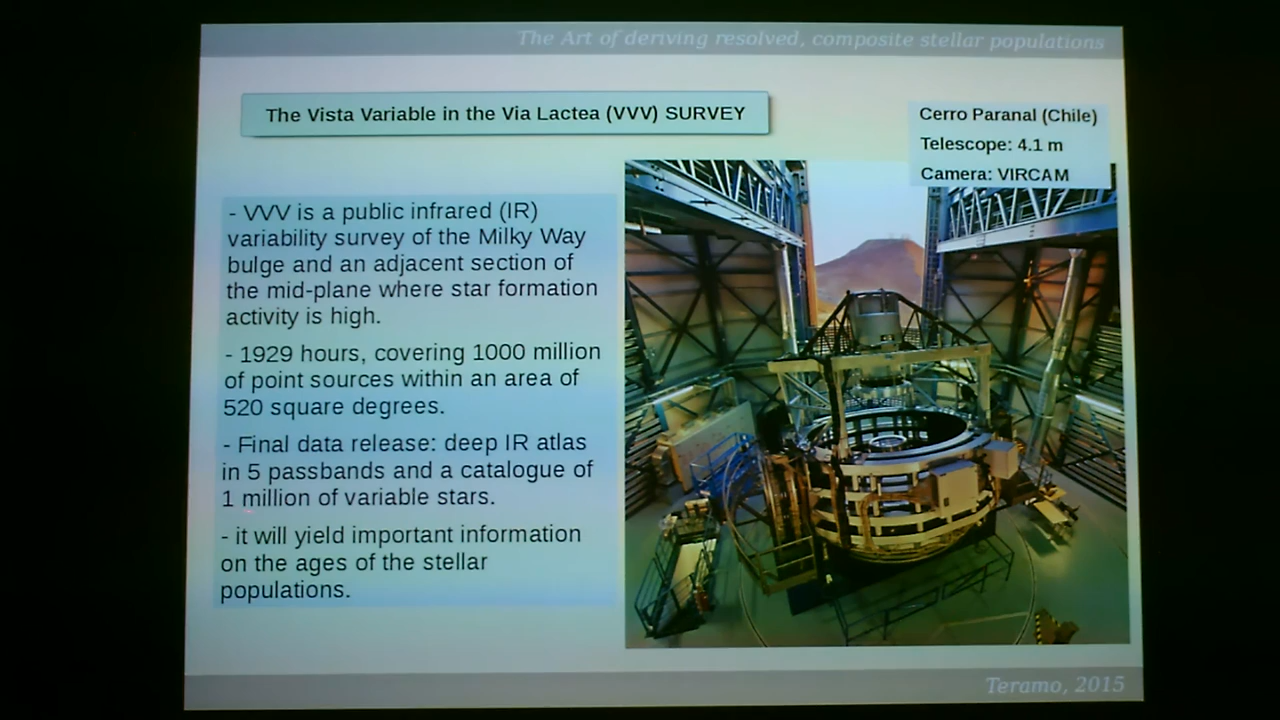 The Art of deriving resolved, composite stellar populations
The Vista Variable in the Via Lactea (VVV) SURVEY
Cerro Paranal (Chile)
Telescope: 4.1 m
Camera: VIRCAM
- VVV is a public infrared (IR)
variability survey of the Milky Way
bulge and an adjacent section of
the mid-plane where star formation
activity is high.
- 1929 hours, covering 1000 million
of point sources within an area of
520 square degrees.
- Final data release: deep IR atlas
in 5 passbands and a catalogue of
1 million of variable stars.
- it will yield important information
on the ages of the stellar
populations.
Teramo, 2015